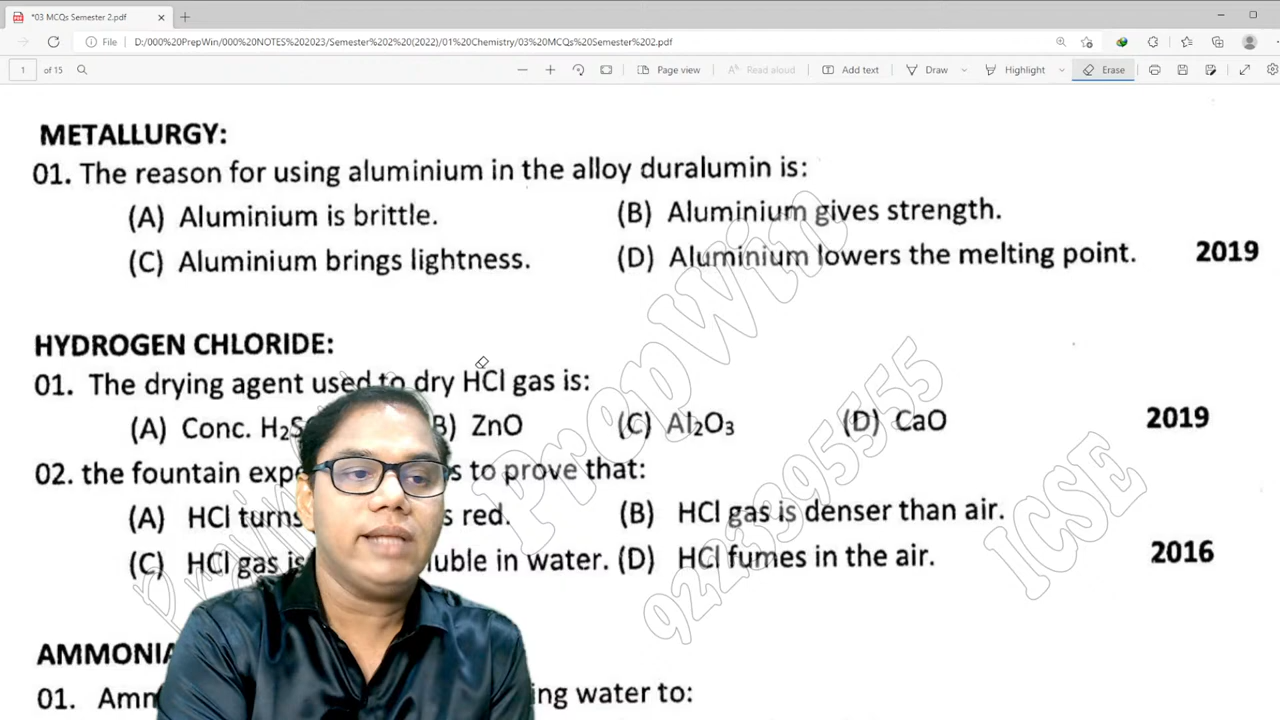 *03 MCQs Semester 2.pdf
File D:/000%20PrepWin/000%20NOTES%202023/Semester%202%20(2022)/01%20Chemistry/03%20MCQs%20Semester%202.pdf
1 of 15 Page view Read aloud Add text Draw Highlight Erase
METALLURGY:
01. The reason for using aluminium in the alloy duralumin is:
(A) Aluminium is brittle. (B) Aluminium gives strength.
(C) Aluminium brings lightness. (D) Aluminium lowers the melting point. 2019
HYDROGEN CHLORIDE:
01. The drying agent used to dry HCl gas is:
(A) Conc. H₂S B) ZnO (C) Al₂O₃ (D) CaO 2019
02. the fountain to prove that:
(A) HCl turns red. (B) HCl gas is denser than air.
(C) HCl gas is in water. (D) HCl fumes in the air. 2016
AMMONIA
01. water to:
PrepWin
9223395555
ICSE